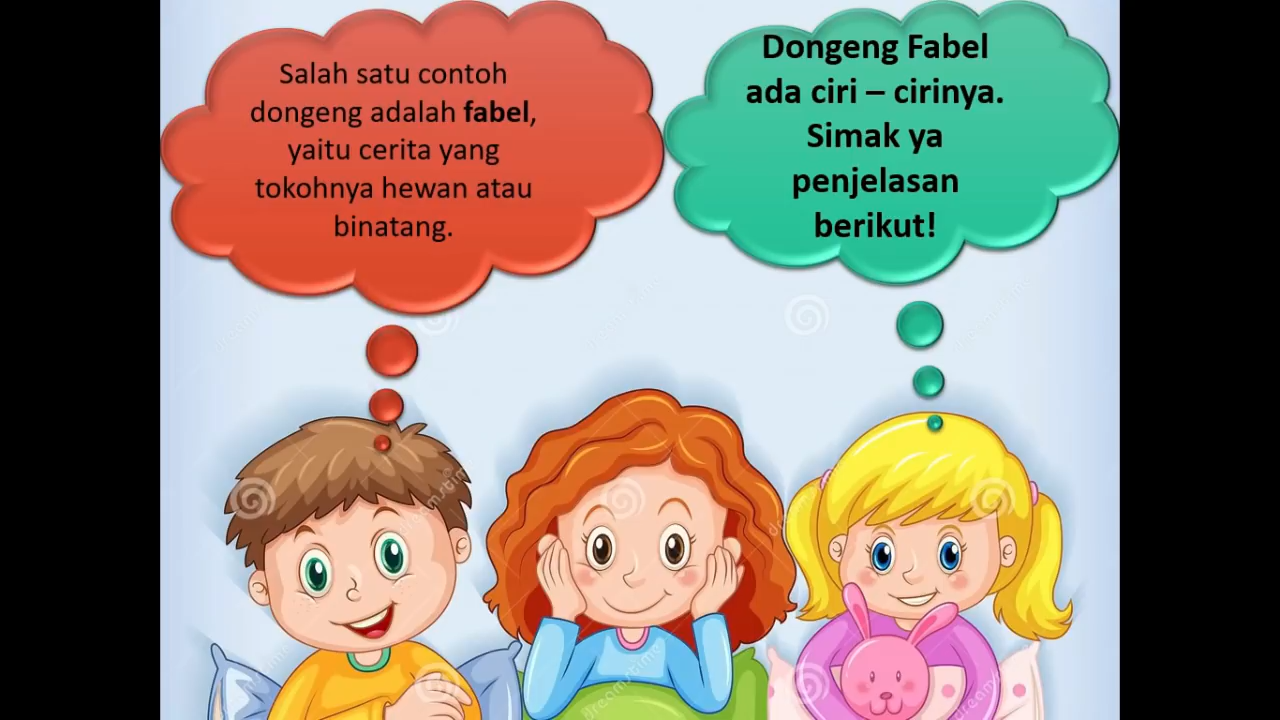 Salah satu contoh
dongeng adalah fabel,
yaitu cerita yang
tokohnya hewan atau
binatang.
Dongeng Fabel
ada ciri – cirinya.
Simak ya
penjelasan
berikut!
dreamstime